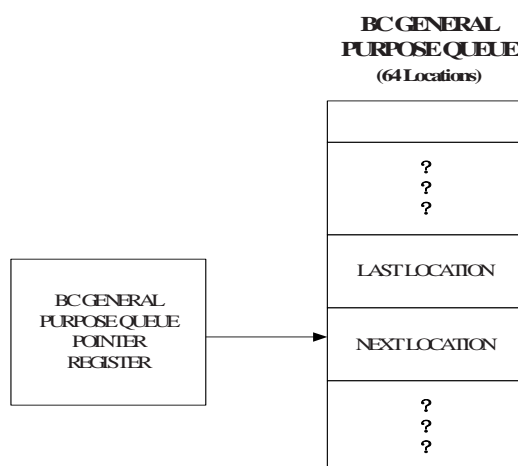 BC GENERAL
PURPOSE QUEUE
(64 Locations)
?
?
?
LAST LOCATION
BC GENERAL
PURPOSE QUEUE
POINTER
REGISTER
NEXT LOCATION
?
?
?